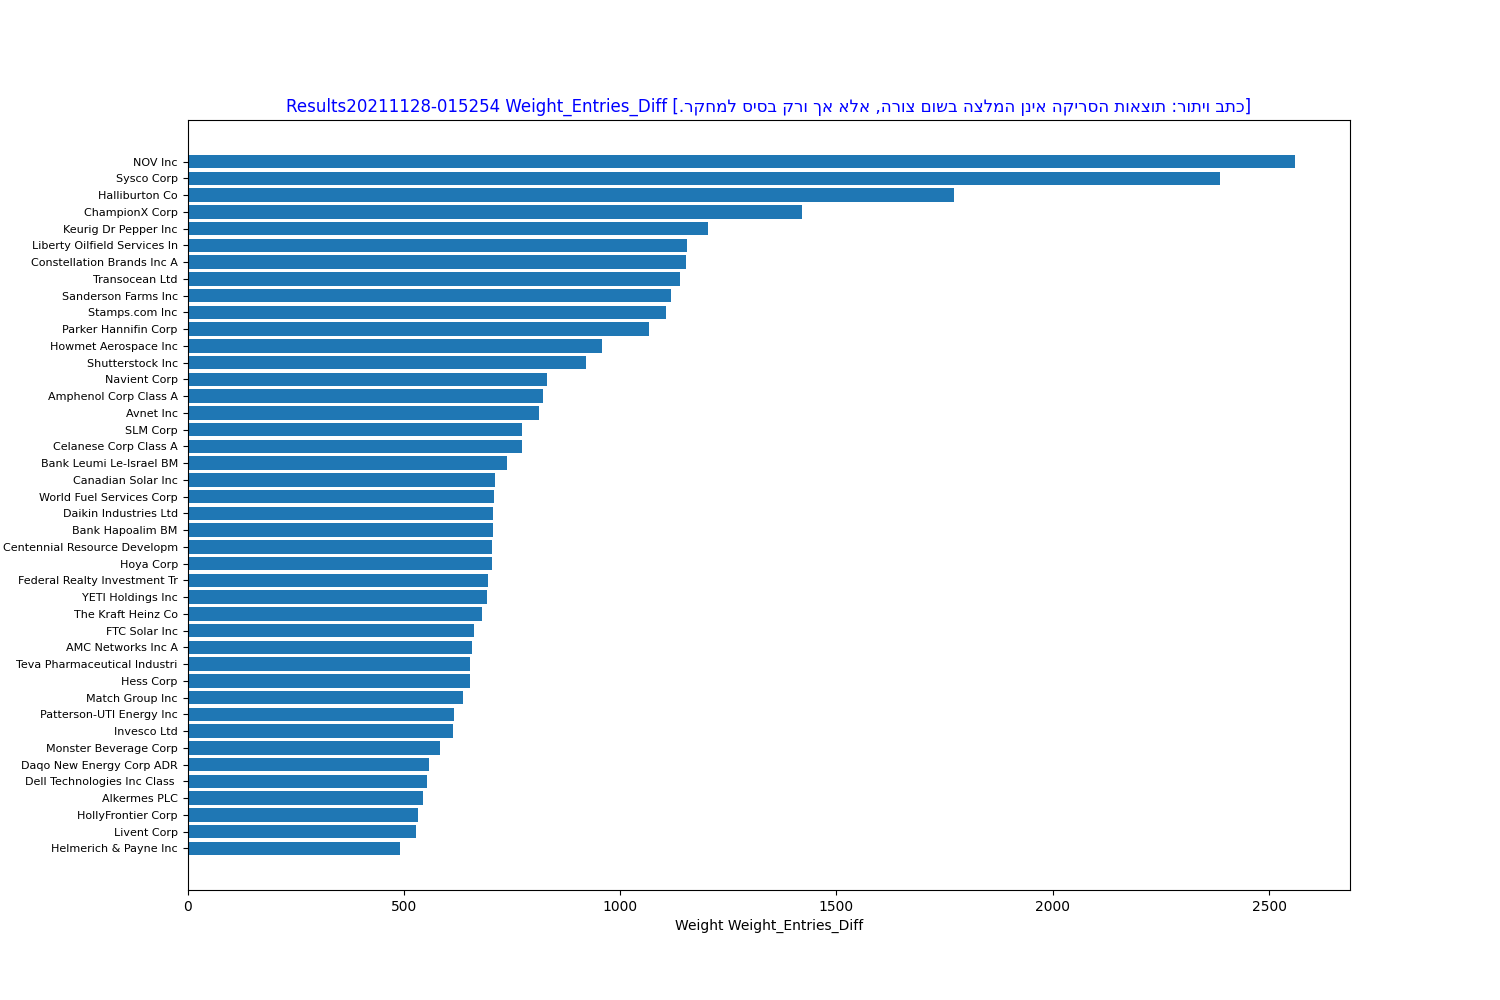 Results20211128-015254 Weight_Entries_Diff [כתב ויתור: תוצאות הסריקה אינן המלצה בשום צורה, אלא אך ורק בסיס למחקר.]
NOV Inc
Sysco Corp
Halliburton Co
ChampionX Corp
Keurig Dr Pepper Inc
Liberty Oilfield Services In
Constellation Brands Inc A
Transocean Ltd
Sanderson Farms Inc
Stamps.com Inc
Parker Hannifin Corp
Howmet Aerospace Inc
Shutterstock Inc
Navient Corp
Amphenol Corp Class A
Avnet Inc
SLM Corp
Celanese Corp Class A
Bank Leumi Le-Israel BM
Canadian Solar Inc
World Fuel Services Corp
Daikin Industries Ltd
Bank Hapoalim BM
Centennial Resource Developm
Hoya Corp
Federal Realty Investment Tr
YETI Holdings Inc
The Kraft Heinz Co
FTC Solar Inc
AMC Networks Inc A
Teva Pharmaceutical Industri
Hess Corp
Match Group Inc
Patterson-UTI Energy Inc
Invesco Ltd
Monster Beverage Corp
Daqo New Energy Corp ADR
Dell Technologies Inc Class
Alkermes PLC
HollyFrontier Corp
Livent Corp
Helmerich & Payne Inc
0 500 1000 1500 2000 2500
Weight Weight_Entries_Diff